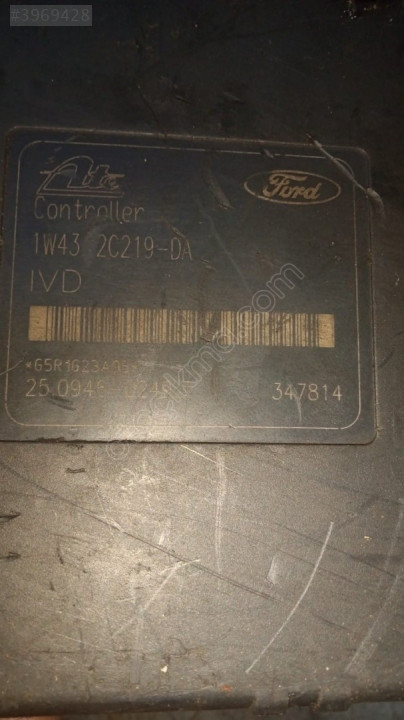 #3969428
Ate
Ford
Controller
1W43 2C219-DA
IVD
347814